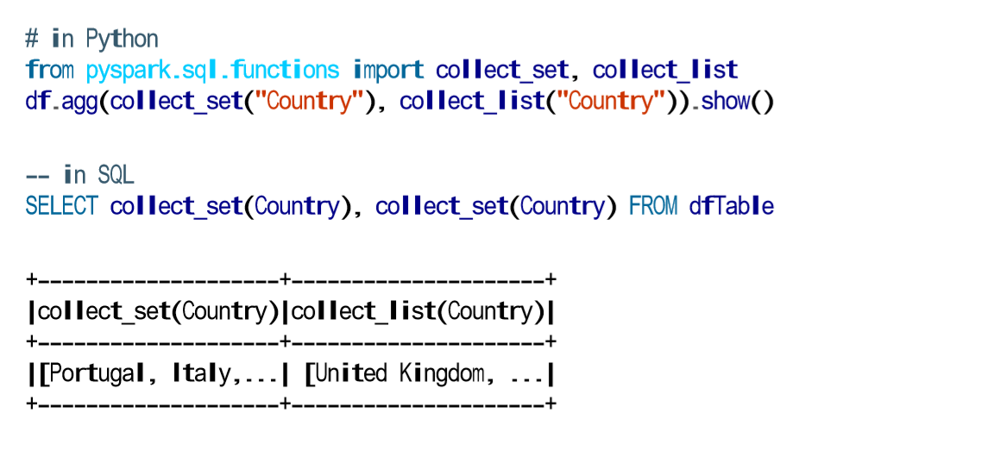 # in Python
from pyspark.sql.functions import collect_set, collect_list
df.agg(collect_set("Country"), collect_list("Country")).show()
-- in SQL
SELECT collect_set(Country), collect_set(Country) FROM dfTable
+--------------------+---------------------+
|collect_set(Country)|collect_list(Country)|
+--------------------+---------------------+
|[Portugal, Italy,...| [United Kingdom, ...|
+--------------------+---------------------+